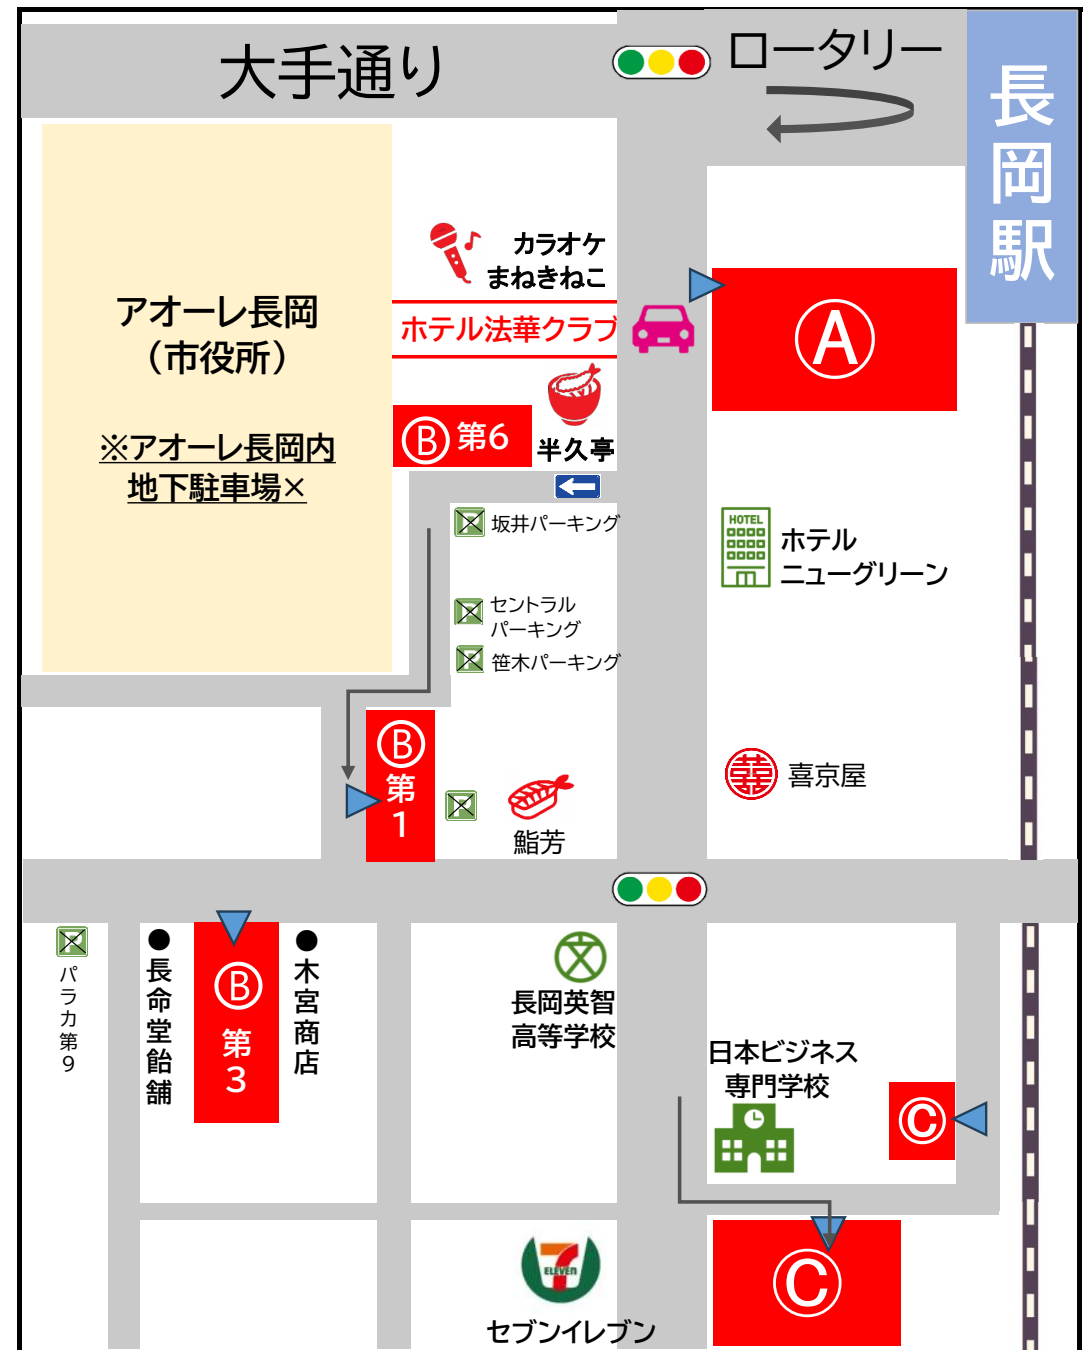 大手通り
ロータリー
長岡駅
カラオケ
まねきねこ
アオーレ長岡
（市役所）
ホテル法華クラブ
Ⓐ
※アオーレ長岡内
地下駐車場×
Ⓑ 第6
半久亭
P
坂井パーキング
HOTEL
ホテル
ニューグリーン
P
セントラル
パーキング
P
笹木パーキング
Ⓑ
第
1
P
鮨芳
囍
喜京屋
P
パラカ第9
●長命堂飴舗
Ⓑ
第
3
●木宮商店
文
長岡英智
高等学校
日本ビジネス
専門学校
Ⓒ
7
ELEVEN
セブンイレブン
Ⓒ